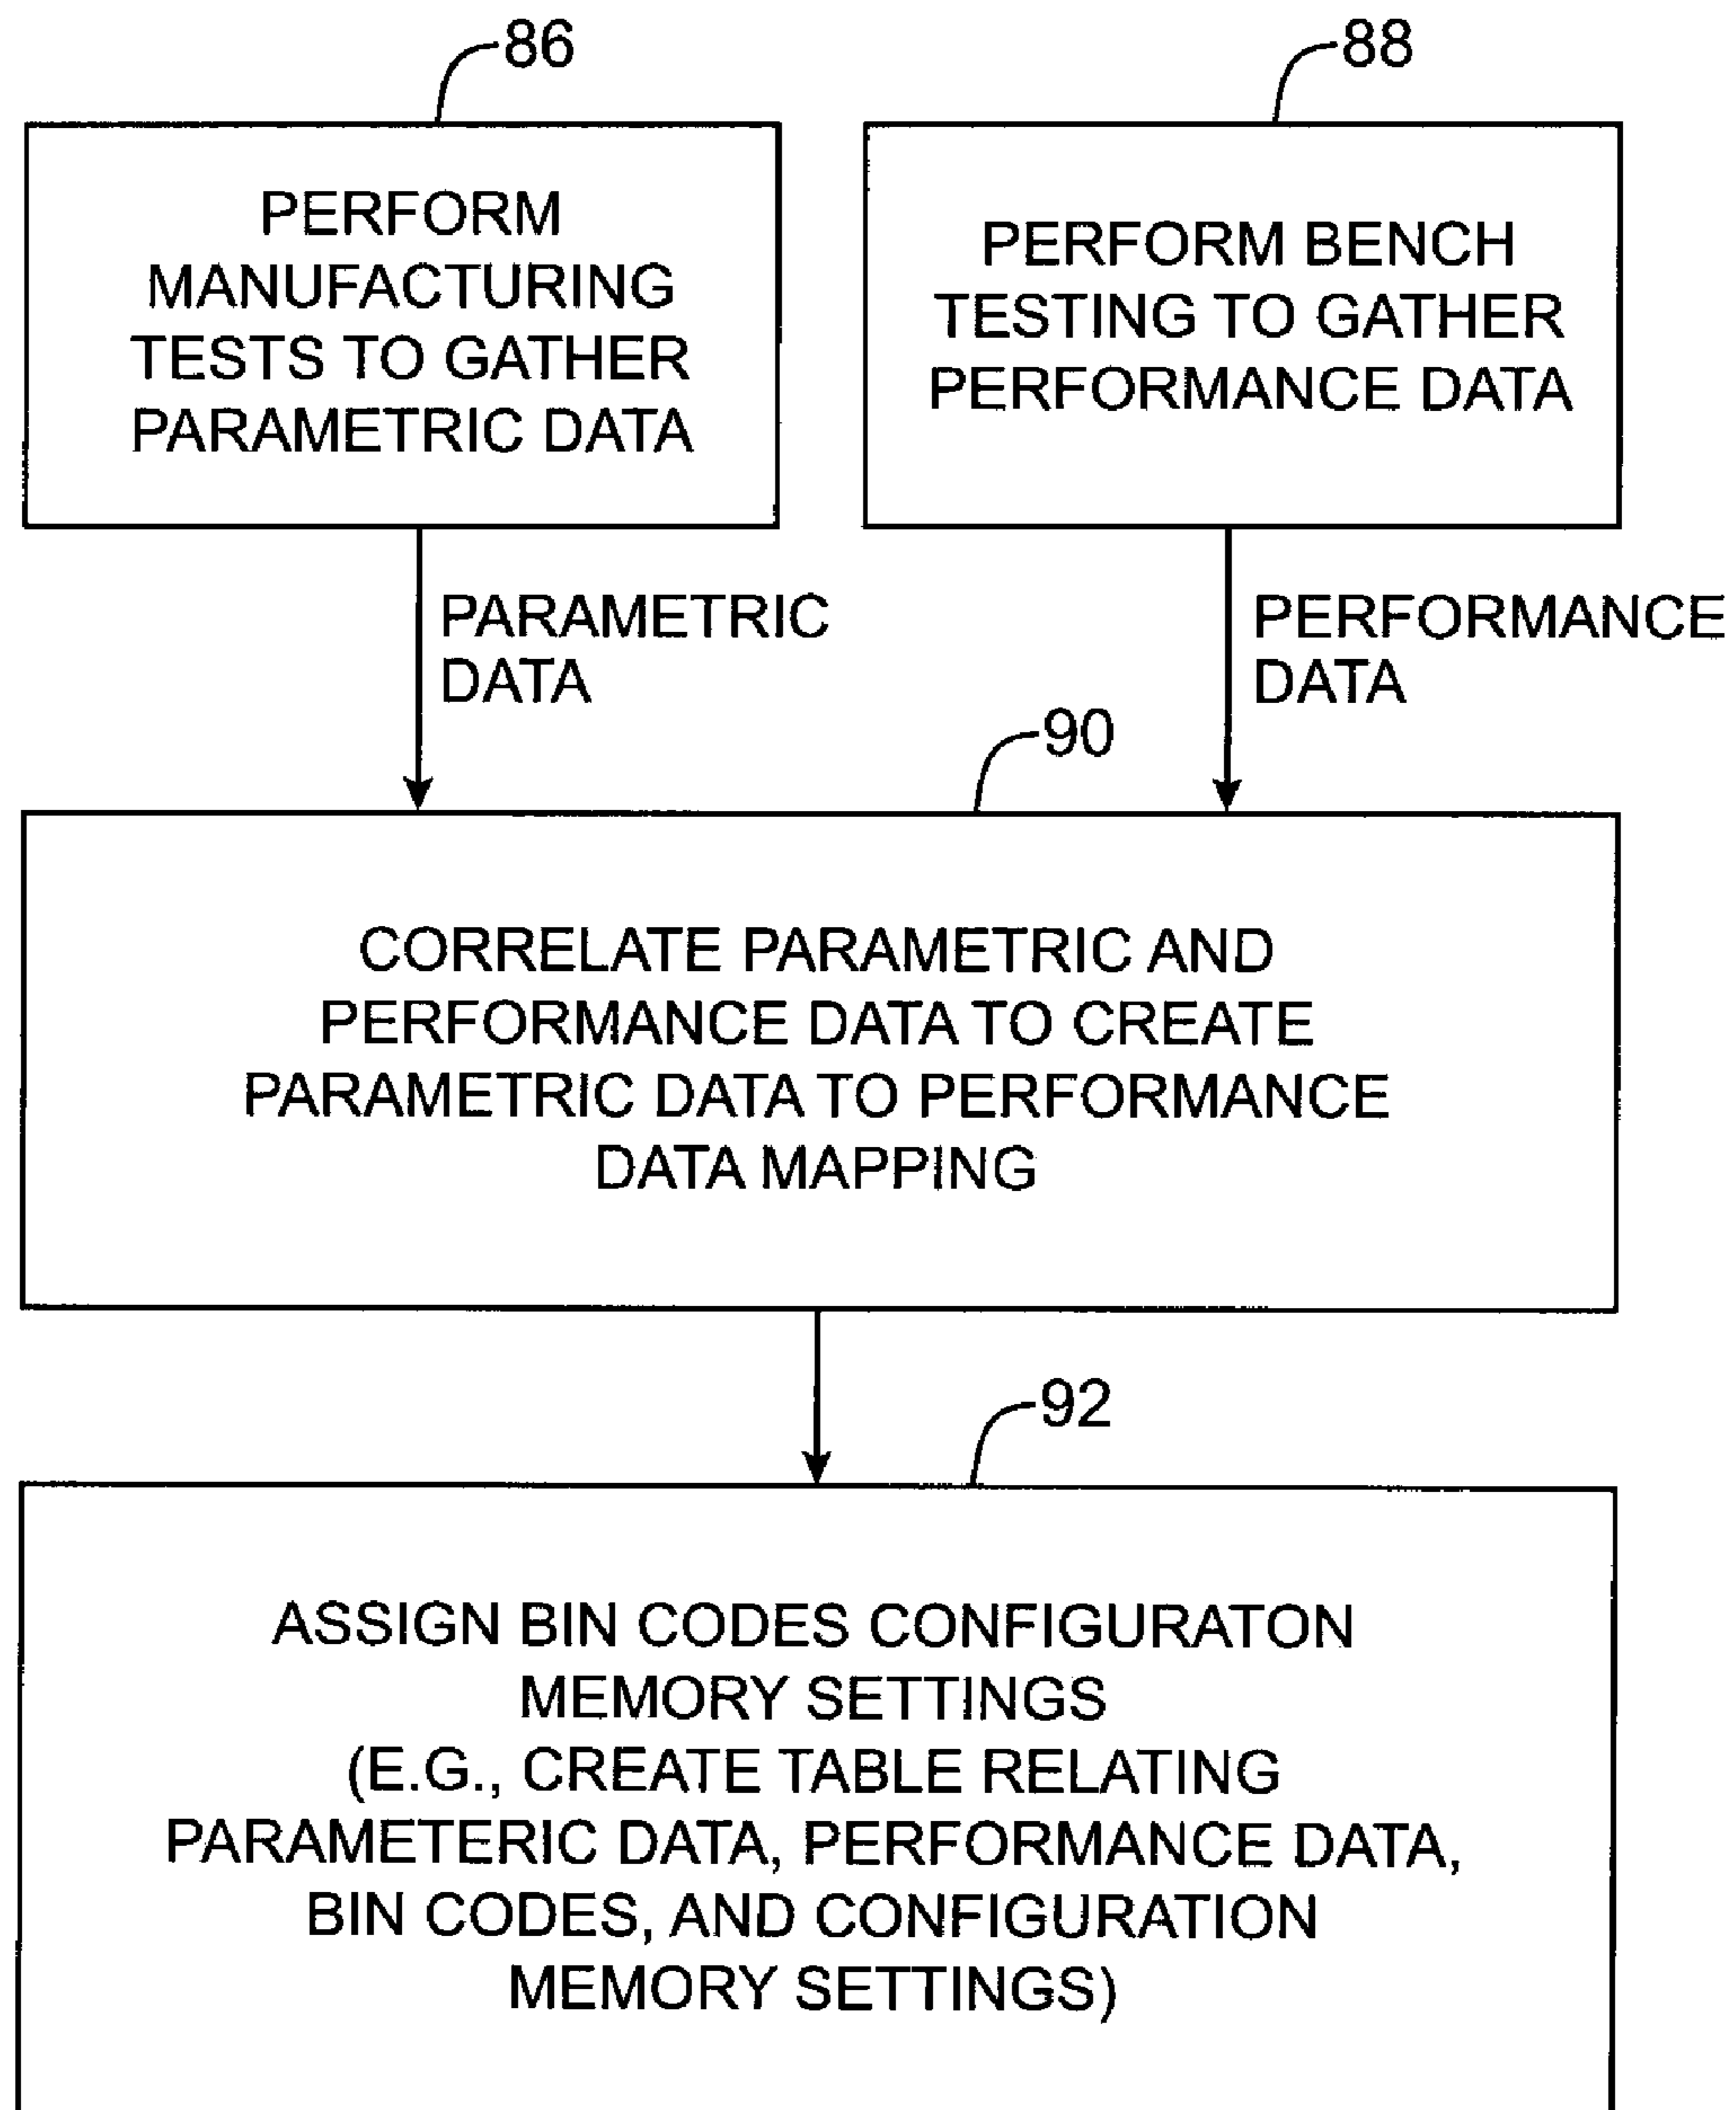 86
88
PERFORM
MANUFACTURING
TESTS TO GATHER
PARAMETRIC DATA
PERFORM BENCH
TESTING TO GATHER
PERFORMANCE DATA
PARAMETRIC
DATA
PERFORMANCE
DATA
90
CORRELATE PARAMETRIC AND
PERFORMANCE DATA TO CREATE
PARAMETRIC DATA TO PERFORMANCE
DATA MAPPING
92
ASSIGN BIN CODES CONFIGURATON
MEMORY SETTINGS
(E.G., CREATE TABLE RELATING
PARAMETERIC DATA, PERFORMANCE DATA,
BIN CODES, AND CONFIGURATION
MEMORY SETTINGS)